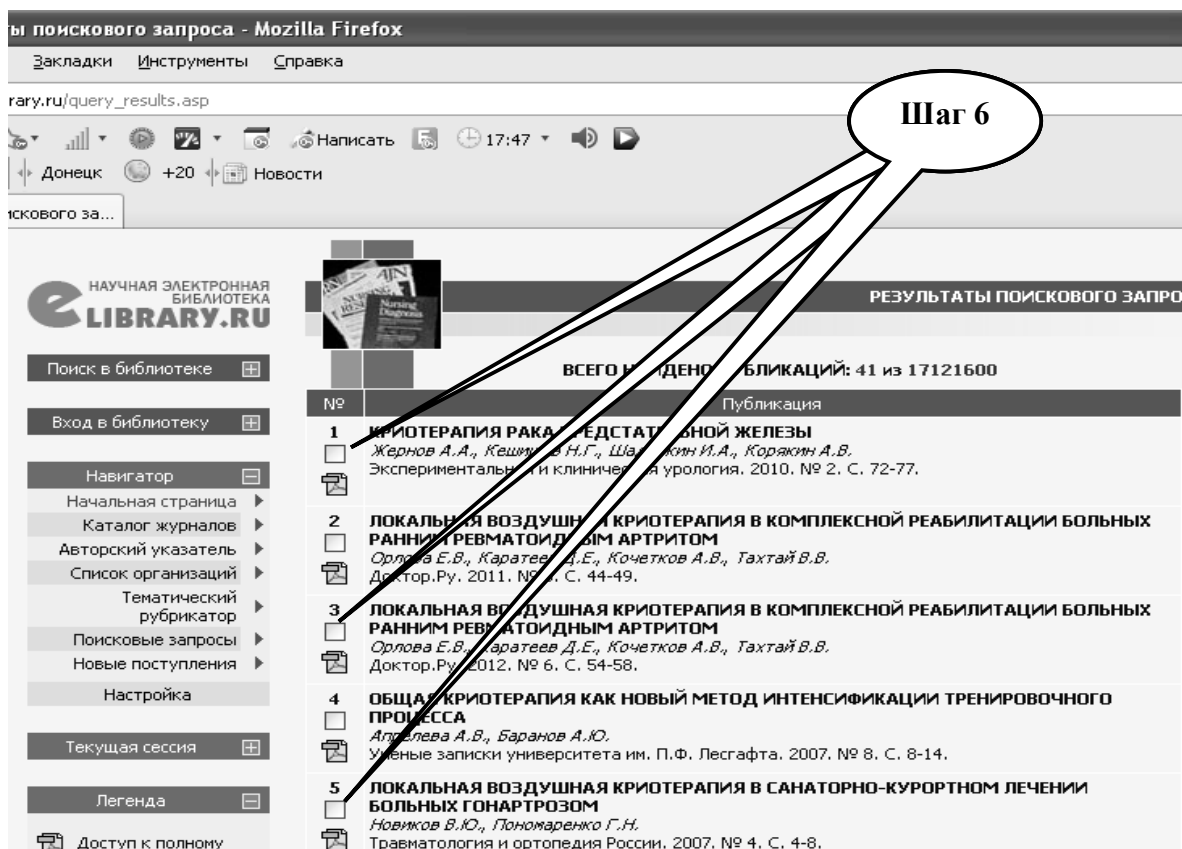 ы поискового запроса - Mozilla Firefox
Закладки Инструменты Справка
rary.ru/query_results.asp
Написать 17:47
Донецк +20 Новости
искового за...
Шаг 6
НАУЧНАЯ ЭЛЕКТРОННАЯ
БИБЛИОТЕКА
eLIBRARY.RU
AJN
Nursing
Diagnosis
РЕЗУЛЬТАТЫ ПОИСКОВОГО ЗАПРО
Поиск в библиотеке
Вход в библиотеку
Навигатор
Начальная страница
Каталог журналов
Авторский указатель
Список организаций
Тематический
рубрикатор
Поисковые запросы
Новые поступления
Настройка
Текущая сессия
Легенда
Доступ к полному
ВСЕГО НАЙДЕНО ПУБЛИКАЦИЙ: 41 из 17121600
№ Публикация
1 КРИОТЕРАПИЯ РАКА ПРЕДСТАТЕЛЬНОЙ ЖЕЛЕЗЫ
Жернов А.А., Н.Г., И.А., Корякин А.В.
Экспериментальная и клиническая урология. 2010. № 2. С. 72-77.
2 ЛОКАЛЬНАЯ ВОЗДУШНАЯ КРИОТЕРАПИЯ В КОМПЛЕКСНОЙ РЕАБИЛИТАЦИИ БОЛЬНЫХ
РАННИМ РЕВМАТОИДНЫМ АРТРИТОМ
Орлова Е.В., Каратеев Д.Е., Кочетков А.В., Тахтай В.В.
Доктор.Ру. 2011. № С. 44-49.
3 ЛОКАЛЬНАЯ ВОЗДУШНАЯ КРИОТЕРАПИЯ В КОМПЛЕКСНОЙ РЕАБИЛИТАЦИИ БОЛЬНЫХ
РАННИМ РЕВМАТОИДНЫМ АРТРИТОМ
Орлова Е.В., Каратеев Д.Е., Кочетков А.В., Тахтай В.В.
Доктор.Ру. 2012. № 6. С. 54-58.
4 ОБЩАЯ КРИОТЕРАПИЯ КАК НОВЫЙ МЕТОД ИНТЕНСИФИКАЦИИ ТРЕНИРОВОЧНОГО
ПРОЦЕССА
Апрелева А.В., Баранов А.Ю.
Ученые записки университета им. П.Ф. Лесгафта. 2007. № 8. С. 8-14.
5 ЛОКАЛЬНАЯ ВОЗДУШНАЯ КРИОТЕРАПИЯ В САНАТОРНО-КУРОРТНОМ ЛЕЧЕНИИ
БОЛЬНЫХ ГОНАРТРОЗОМ
Новиков В.Ю., Пономаренко Г.Н.
Травматология и ортопедия России. 2007. № 4. С. 4-8.